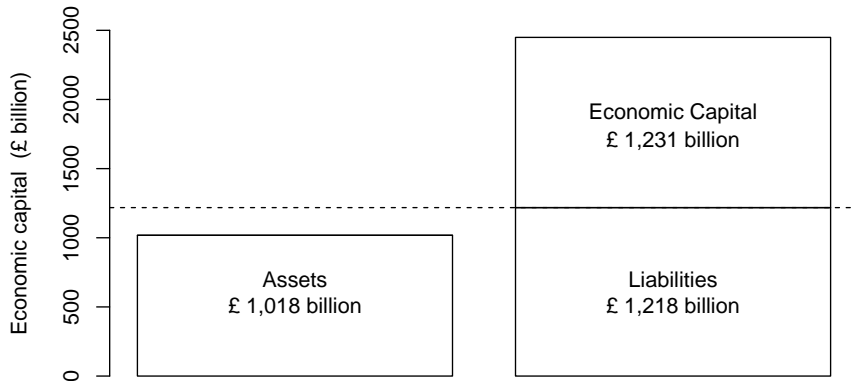 Economic capital (£ billion)
2500
2000
1500
1000
500
0
Assets
£ 1,018 billion
Economic Capital
£ 1,231 billion
Liabilities
£ 1,218 billion